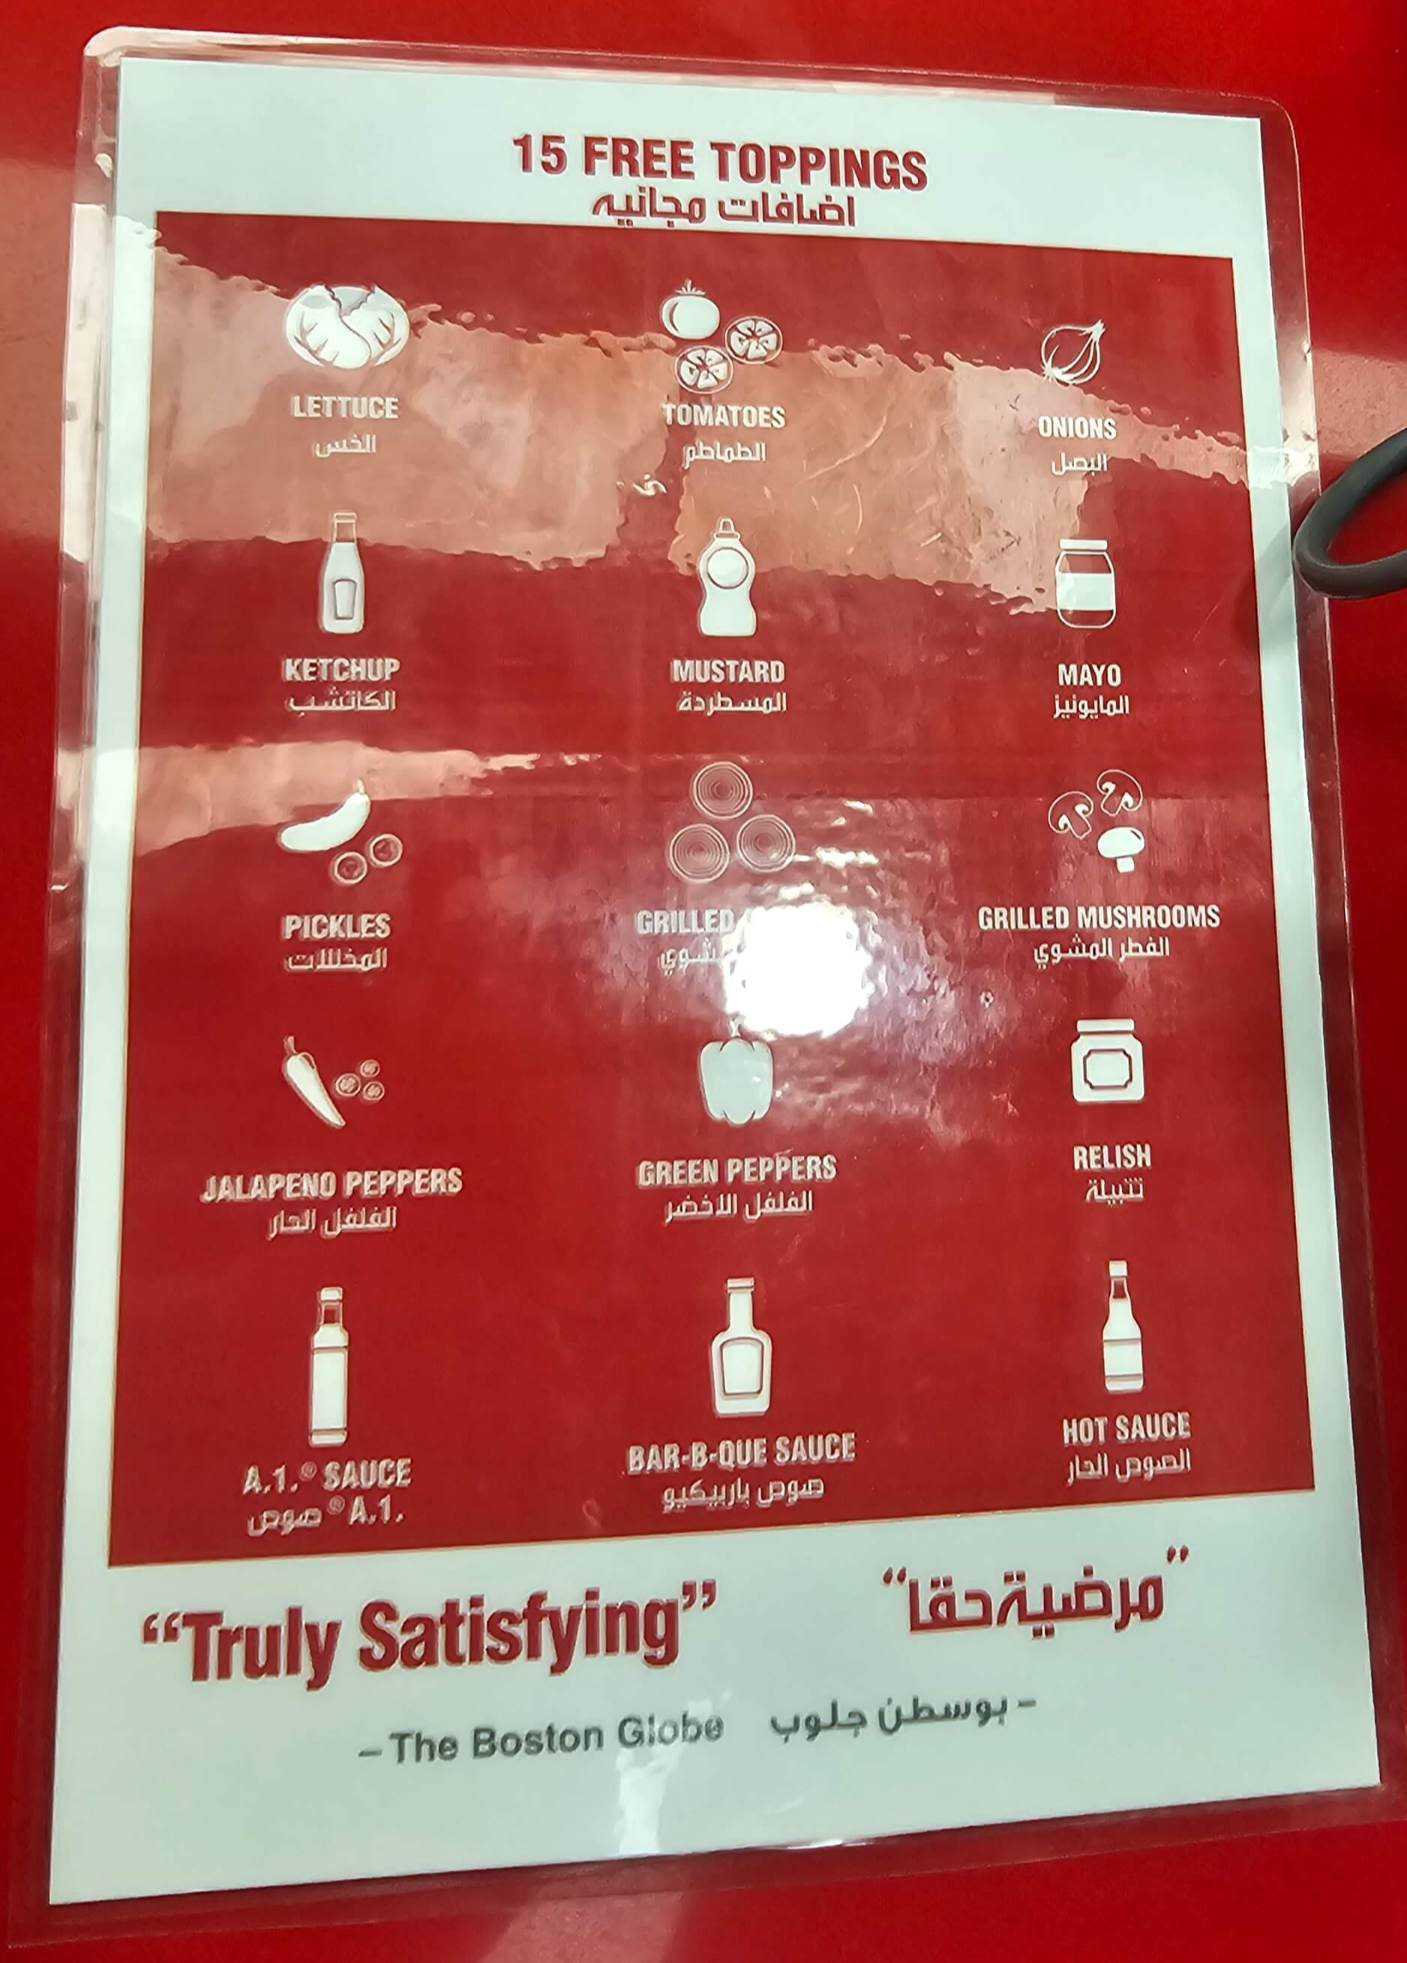 15 FREE TOPPINGS
اضافات مجانيه
LETTUCE
الخس
TOMATOES
الطماطم
ONIONS
البصل
KETCHUP
الكاتشب
MUSTARD
المسطردة
MAYO
المايونيز
PICKLES
المخللات
GRILLED
شوي
GRILLED MUSHROOMS
الفطر المشوي
JALAPENO PEPPERS
الفلفل الحار
GREEN PEPPERS
الفلفل الاخضر
RELISH
تتبيلة
A.1.® SAUCE
صوص ®A.1.
BAR-B-QUE SAUCE
صوص باربيكيو
HOT SAUCE
الصوص الحار
“Truly Satisfying”
”مرضية حقا“
– The Boston Globe
– بوسطن جلوب